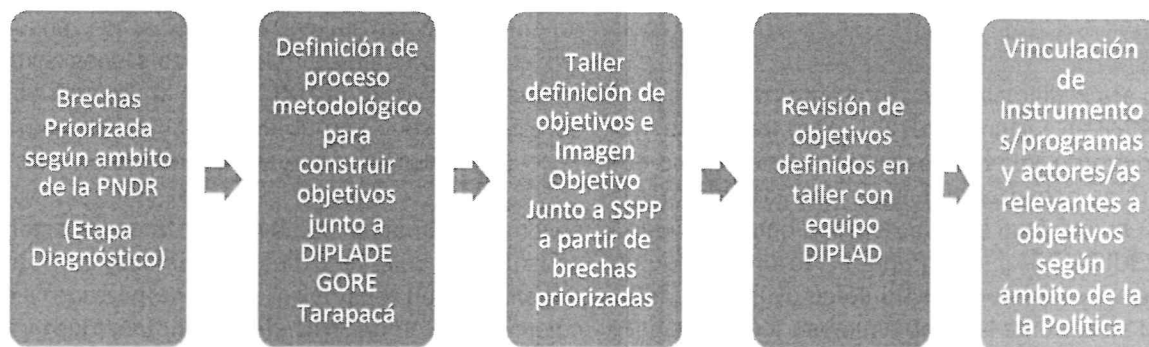 Brechas
Priorizada
según ambito
de la PNDR
(Etapa
Diagnóstico)
Definición de
proceso
metodológico
para
construir
objetivos
junto a
DIPLADE
GORE
Tarapacá
Taller
definición de
objetivos e
Imagen
Objetivo
Junto a SSPP
a partir de
brechas
priorizadas
Revisión de
objetivos
definidos en
taller con
equipo
DIPLAD
Vinculación
de
Instrumento
s/programas
y actores/as
relevantes a
objetivos
según
ámbito de la
la Política